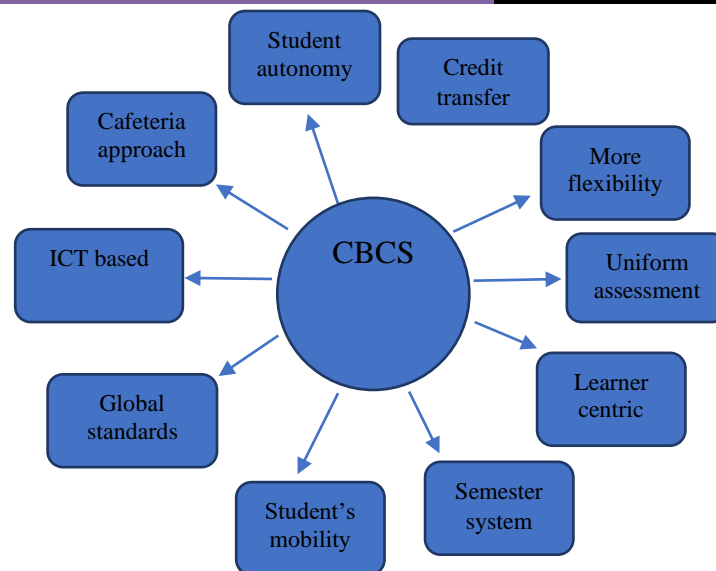 Student
autonomy
Credit
transfer
Cafeteria
approach
More
flexibility
CBCS
ICT based
Uniform
assessment
Global
standards
Learner
centric
Student’s
mobility
Semester
system